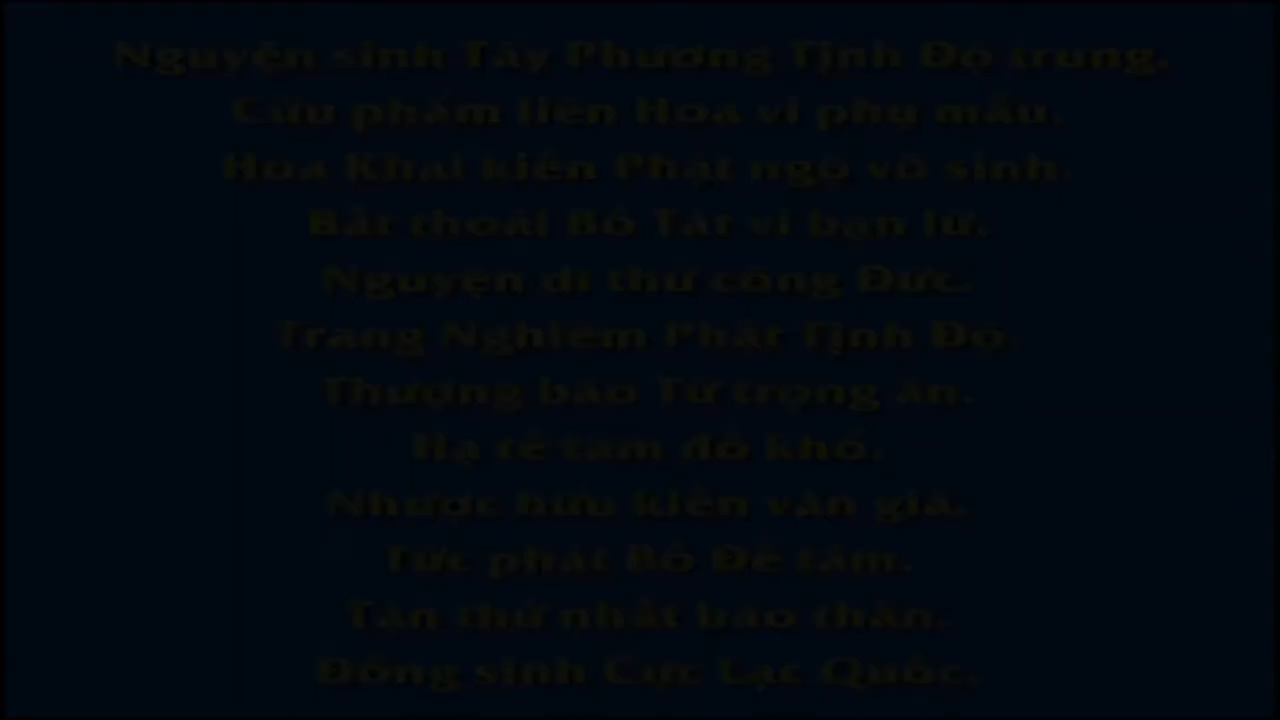 Nguyện sinh Tây Phương Tịnh Độ trung.
Cửu phẩm liên Hoa vi phụ mẫu.
Hoa Khai kiến Phật ngộ vô sinh.
Bất thoái Bồ Tát vi bạn lữ.
Nguyện dĩ thử công Đức.
Trang Nghiêm Phật Tịnh Độ
Thượng báo Tứ trọng ân.
Hạ tế tam đồ khổ.
Nhược hữu kiến văn giả.
Tức phát Bồ Đề tâm.
Tận thử nhất báo thân.
Đồng sinh Cực Lạc Quốc.